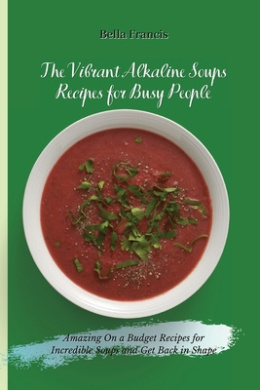 Bella Francis
The Vibrant Alkaline Soups
Recipes for Busy People
Amazing On a Budget Recipes for
Incredible Soups and Get Back in Shape